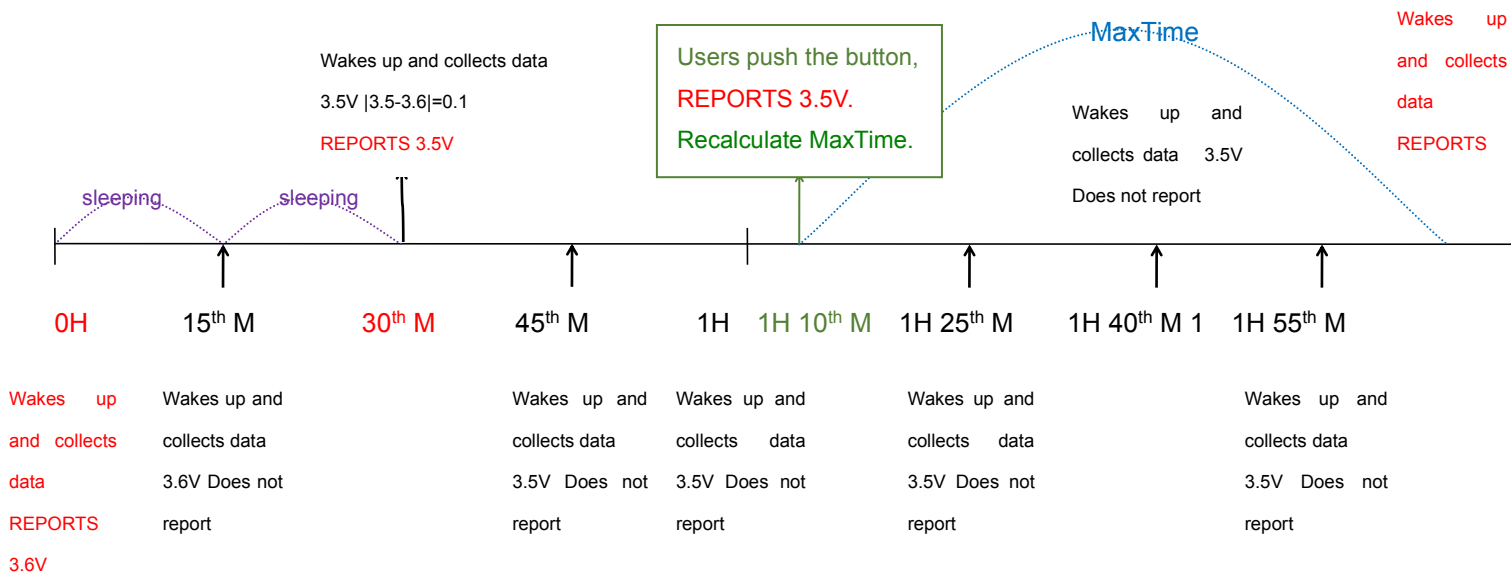 Wakes up and collects data
3.5V |3.5-3.6|=0.1
REPORTS 3.5V
Users push the button,
REPORTS 3.5V.
Recalculate MaxTime.
MaxTime
Wakes up and
collects data 3.5V
Does not report
Wakes up
and collects
data
REPORTS
sleeping
sleeping
0H
15th M
30th M
45th M
1H
1H 10th M
1H 25th M
1H 40th M 1
1H 55th M
Wakes up
and collects
data
REPORTS
3.6V
Wakes up and
collects data
3.6V Does not
report
Wakes up and
collects data
3.5V Does not
report
Wakes up and
collects data
3.5V Does not
report
Wakes up and
collects data
3.5V Does not
report
Wakes up and
collects data
3.5V Does not
report